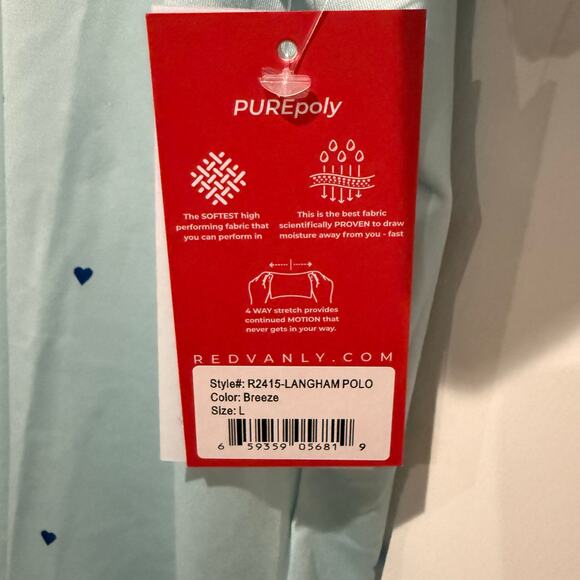 PUREpoly
The SOFTEST high
performing fabric that
you can perform in
This is the best fabric
scientifically PROVEN to draw
moisture away from you - fast
4 WAY stretch provides
continued MOTION that
never gets in your way.
REDVANLY.COM
Style#: R2415-LANGHAM POLO
Color: Breeze
Size: L
6 59359 05681 9